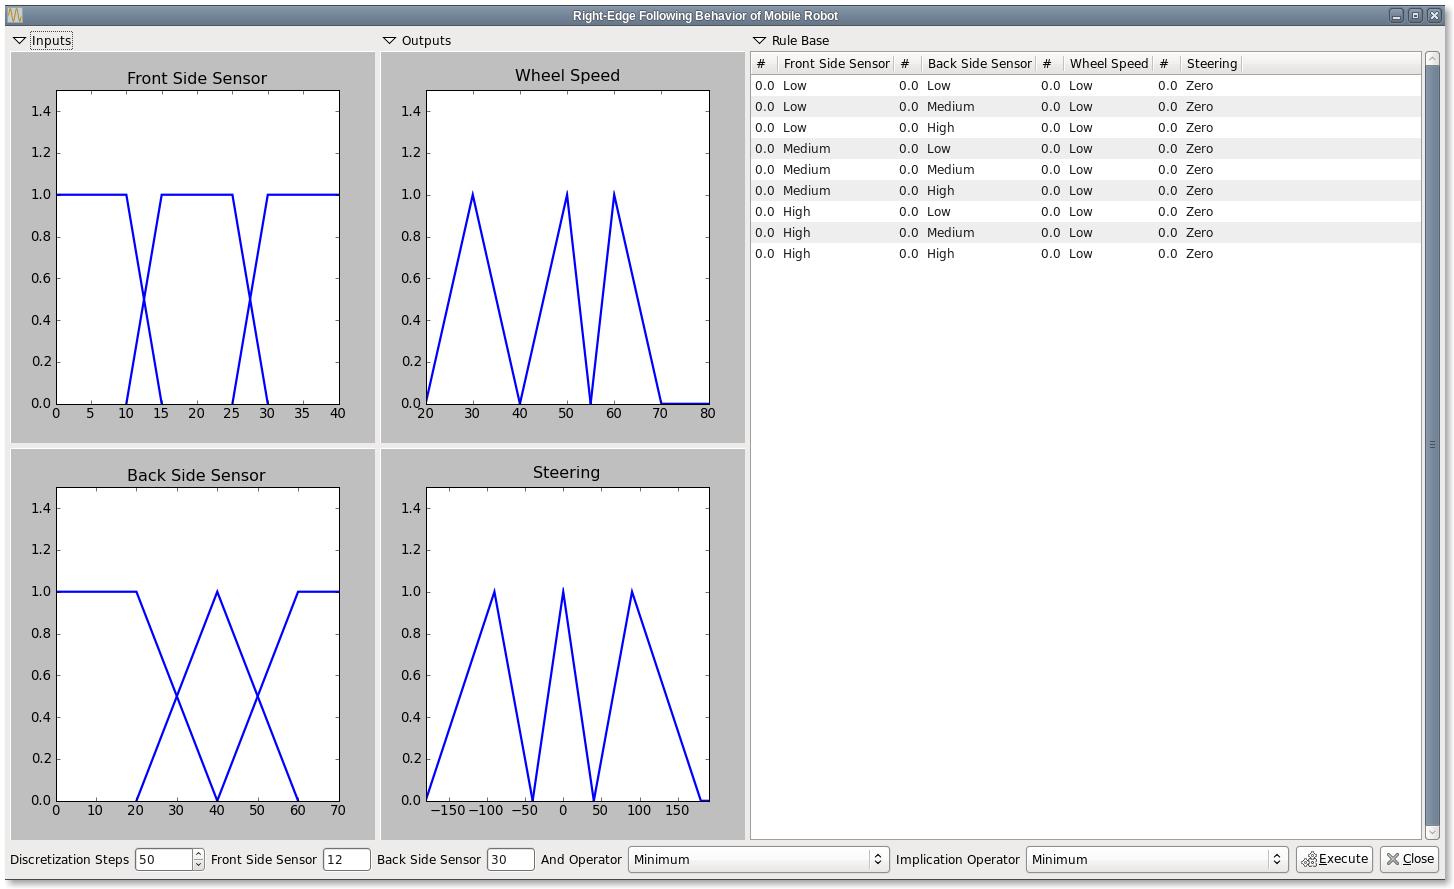 Right-Edge Following Behavior of Mobile Robot
Inputs
Outputs
Rule Base
Front Side Sensor
1.4
1.2
1.0
0.8
0.6
0.4
0.2
0.0
0 5 10 15 20 25 30 35 40
Wheel Speed
1.4
1.2
1.0
0.8
0.6
0.4
0.2
0.0
20 30 40 50 60 70 80
Back Side Sensor
1.4
1.2
1.0
0.8
0.6
0.4
0.2
0.0
0 10 20 30 40 50 60 70
Steering
1.4
1.2
1.0
0.8
0.6
0.4
0.2
0.0
−150 −100 −50 0 50 100 150
# Front Side Sensor # Back Side Sensor # Wheel Speed # Steering
0.0 Low 0.0 Low 0.0 Low 0.0 Zero
0.0 Low 0.0 Medium 0.0 Low 0.0 Zero
0.0 Low 0.0 High 0.0 Low 0.0 Zero
0.0 Medium 0.0 Low 0.0 Low 0.0 Zero
0.0 Medium 0.0 Medium 0.0 Low 0.0 Zero
0.0 Medium 0.0 High 0.0 Low 0.0 Zero
0.0 High 0.0 Low 0.0 Low 0.0 Zero
0.0 High 0.0 Medium 0.0 Low 0.0 Zero
0.0 High 0.0 High 0.0 Low 0.0 Zero
Discretization Steps 50 Front Side Sensor 12 Back Side Sensor 30 And Operator Minimum Implication Operator Minimum Execute Close